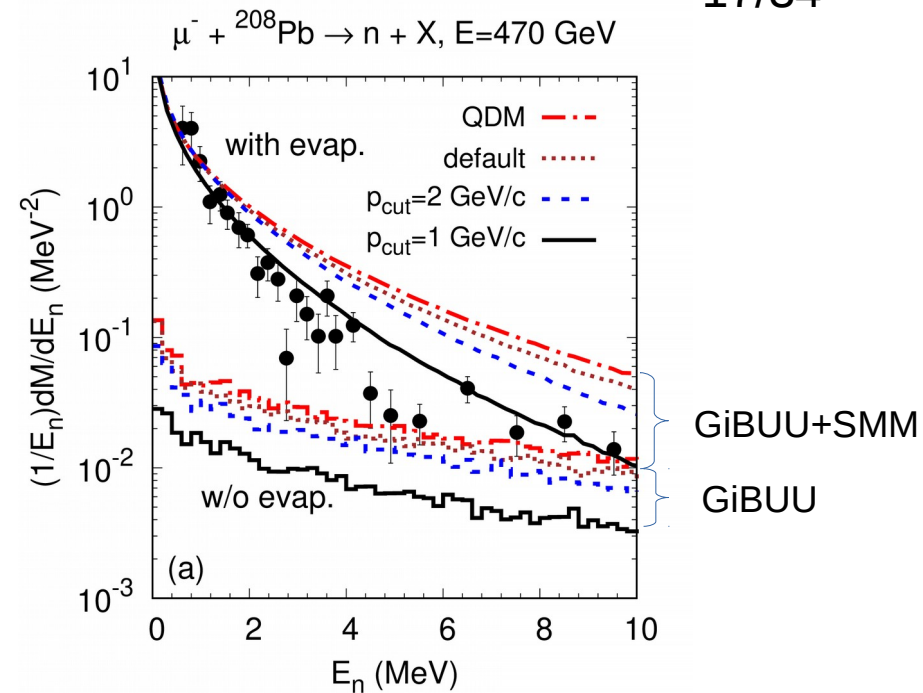 17/34
μ⁻ + ²⁰⁸Pb → n + X, E=470 GeV
(1/Eₙ)dM/dEₙ (MeV⁻²)
10¹
10⁰
10⁻¹
10⁻²
10⁻³
with evap.
QDM
default
p_cut=2 GeV/c
p_cut=1 GeV/c
GiBUU+SMM
GiBUU
w/o evap.
(a)
0 2 4 6 8 10
Eₙ (MeV)